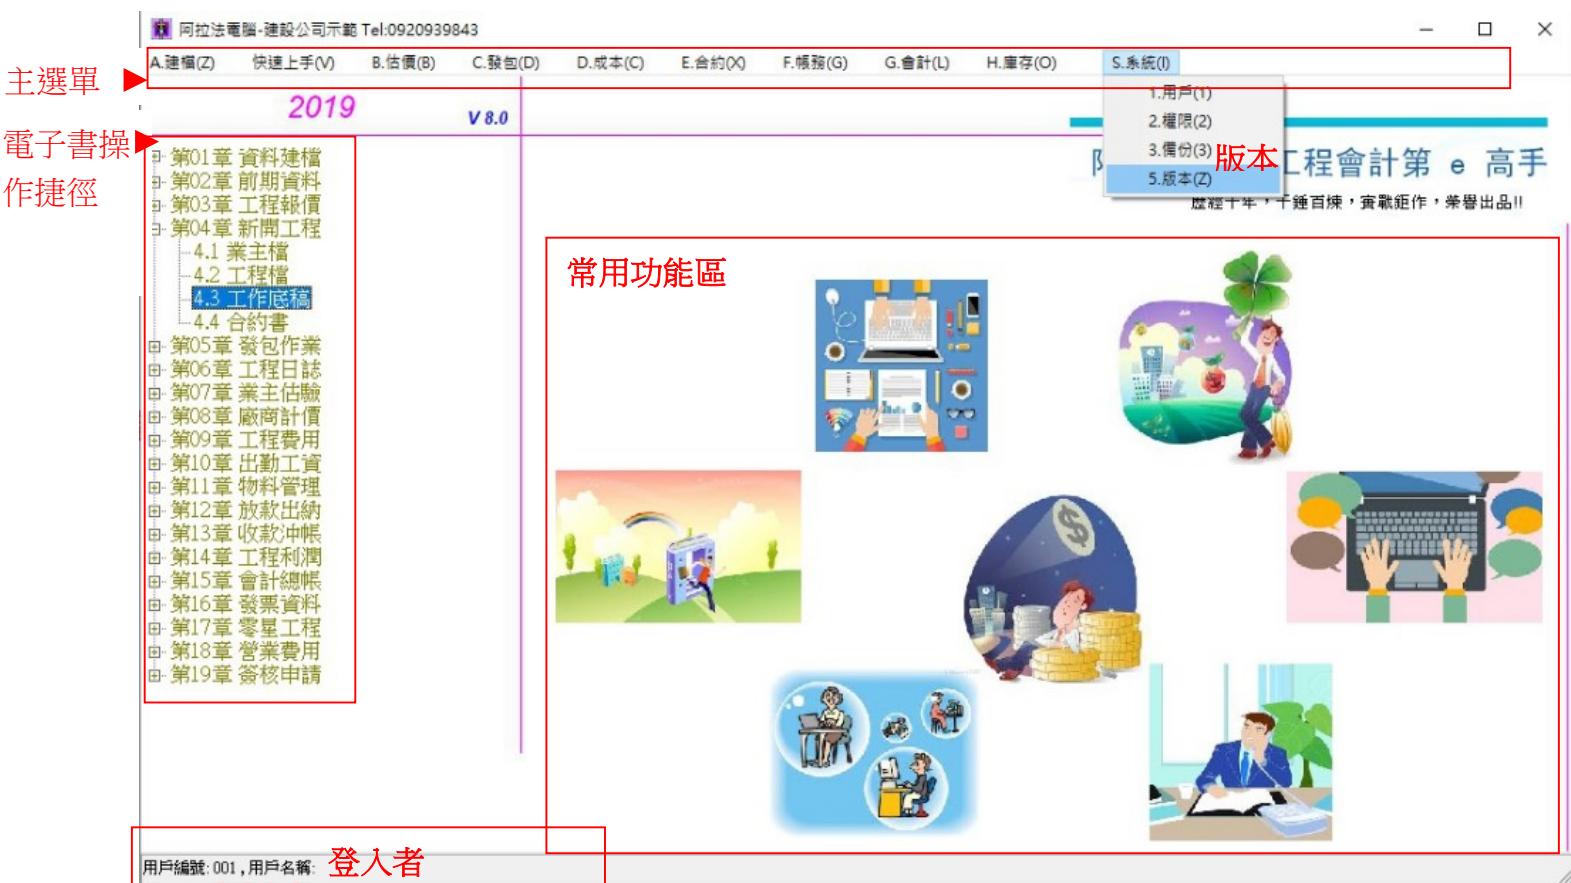 阿拉法電腦-建設公司示範 Tel:0920939843
A.建檔(Z) 快速上手(V) B.估價(B) C.發包(D) D.成本(C) E.合約(X) F.帳務(G) G.會計(L) H.庫存(O) S.系統(I)
主選單
1.用戶(1)
2.權限(2)
3.備份(3)
5.版本(Z)
版本
2019
V 8.0
工程會計第 e 高手
歷經十年，千錘百煉，實戰鉅作，榮譽出品!!
電子書操
作捷徑
第01章 資料建檔
第02章 前期資料
第03章 工程報價
第04章 新開工程
4.1 業主檔
4.2 工程檔
4.3 工作底稿
4.4 合約書
第05章 發包作業
第06章 工程日誌
第07章 業主估驗
第08章 廠商計價
第09章 工程費用
第10章 出勤工資
第11章 物料管理
第12章 放款出納
第13章 收款沖帳
第14章 工程利潤
第15章 會計總帳
第16章 發票資料
第17章 零星工程
第18章 營業費用
第19章 簽核申請
常用功能區
用戶編號: 001 , 用戶名稱:
登入者